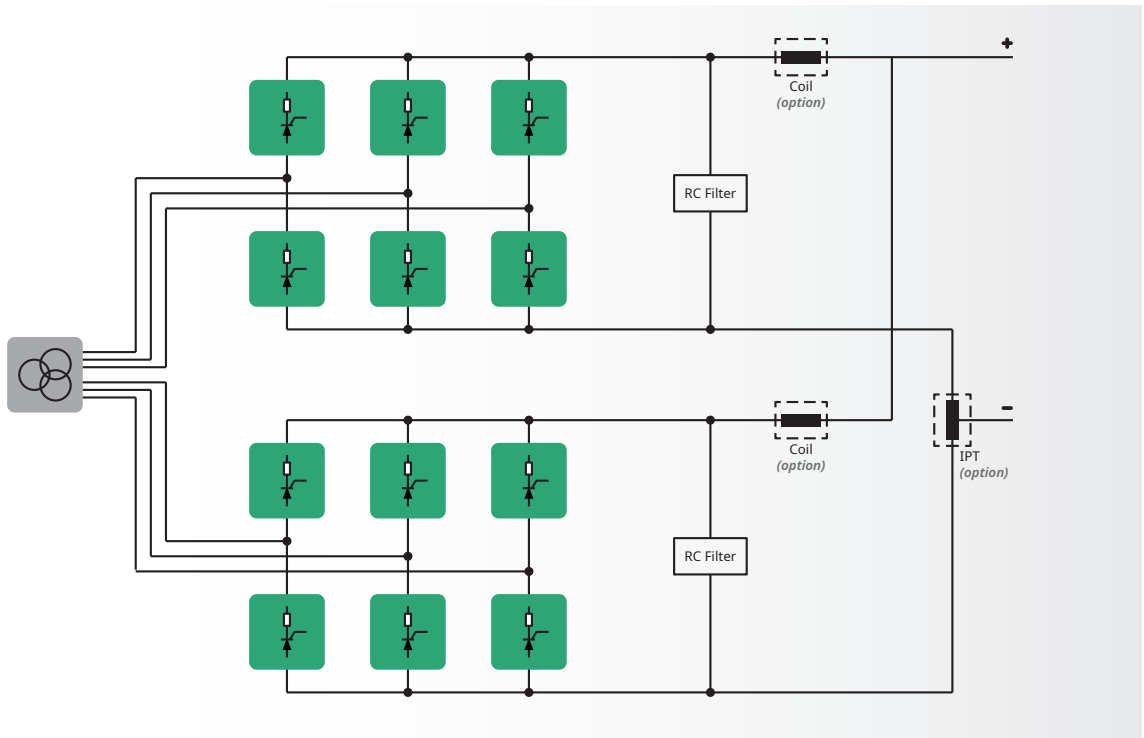 +
Coil
(option)
RC Filter
–
Coil
(option)
IPT
(option)
RC Filter